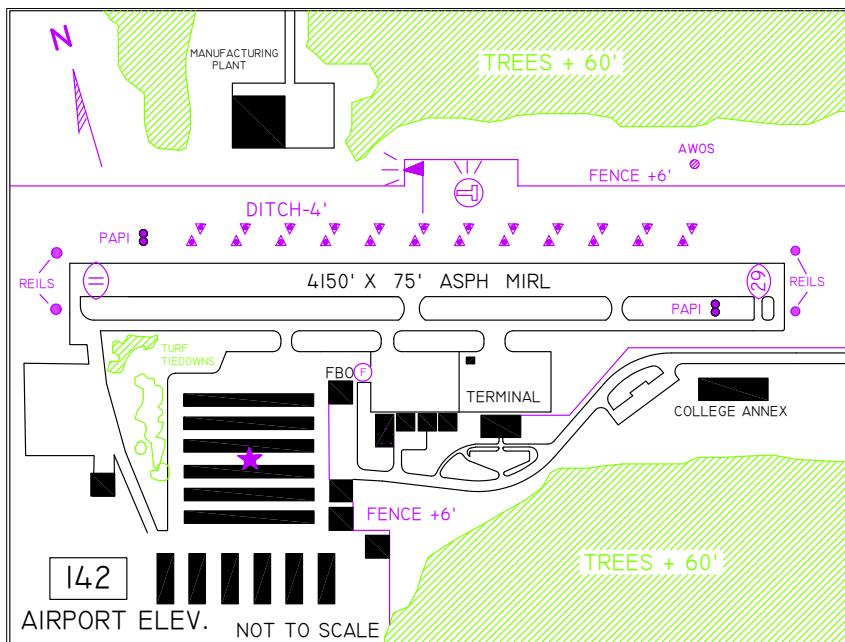 N
MANUFACTURING
PLANT
TREES + 60'
AWOS
FENCE +6'
DITCH-4'
PAPI
REILS
11
4150' X 75' ASPH MIRL
29
REILS
PAPI
TURF
TIEDOWNS
FBO
F
TERMINAL
COLLEGE ANNEX
FENCE +6'
TREES + 60'
142
AIRPORT ELEV.
NOT TO SCALE